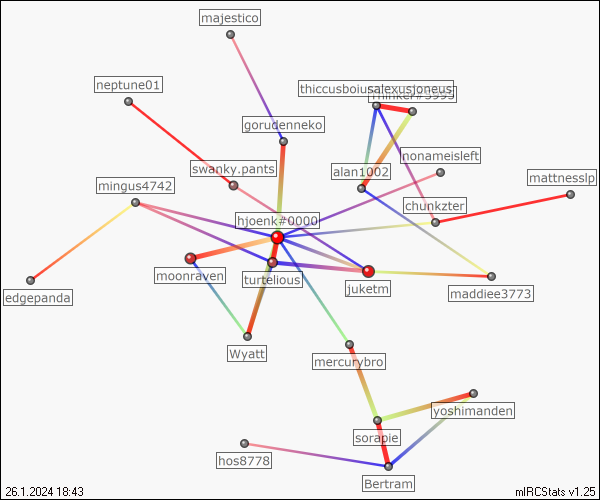 majestico
neptune01
thiccusboiusalexusjoneus
Thinker#5995
gorudenneko
nonameisleft
swanky.pants
alan1002
mattnesslp
mingus4742
chunkzter
hjoenk#0000
moonraven
turtelious
juketm
maddiee3773
edgepanda
Wyatt
mercurybro
yoshimanden
sorapie
hos8778
Bertram
26.1.2024 18:43
mIRCStats v1.25